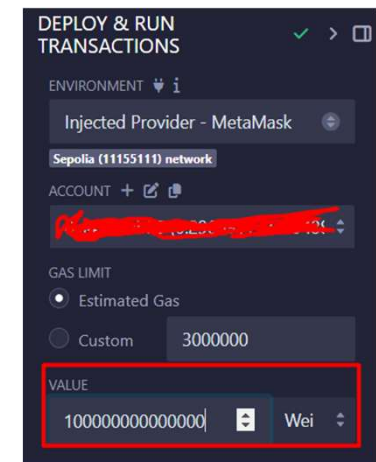 DEPLOY & RUN
TRANSACTIONS
ENVIRONMENT
Injected Provider - MetaMask
Sepolia (11155111) network
ACCOUNT
GAS LIMIT
Estimated Gas
Custom 3000000
VALUE
100000000000000 Wei